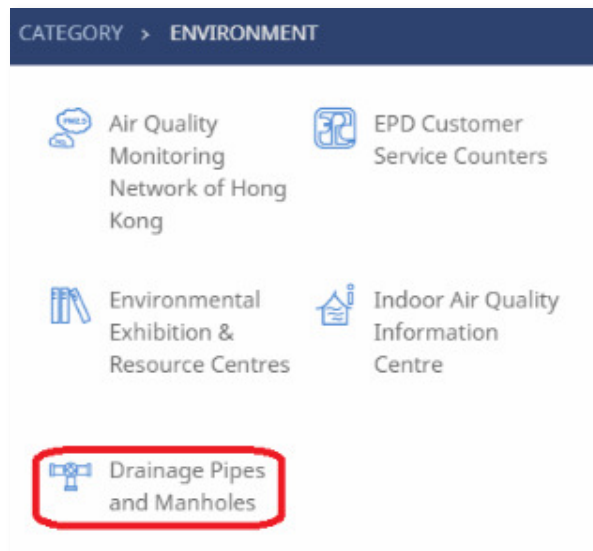 CATEGORY > ENVIRONMENT
Air Quality
Monitoring
Network of Hong
Kong
EPD Customer
Service Counters
Environmental
Exhibition &
Resource Centres
Indoor Air Quality
Information
Centre
Drainage Pipes
and Manholes